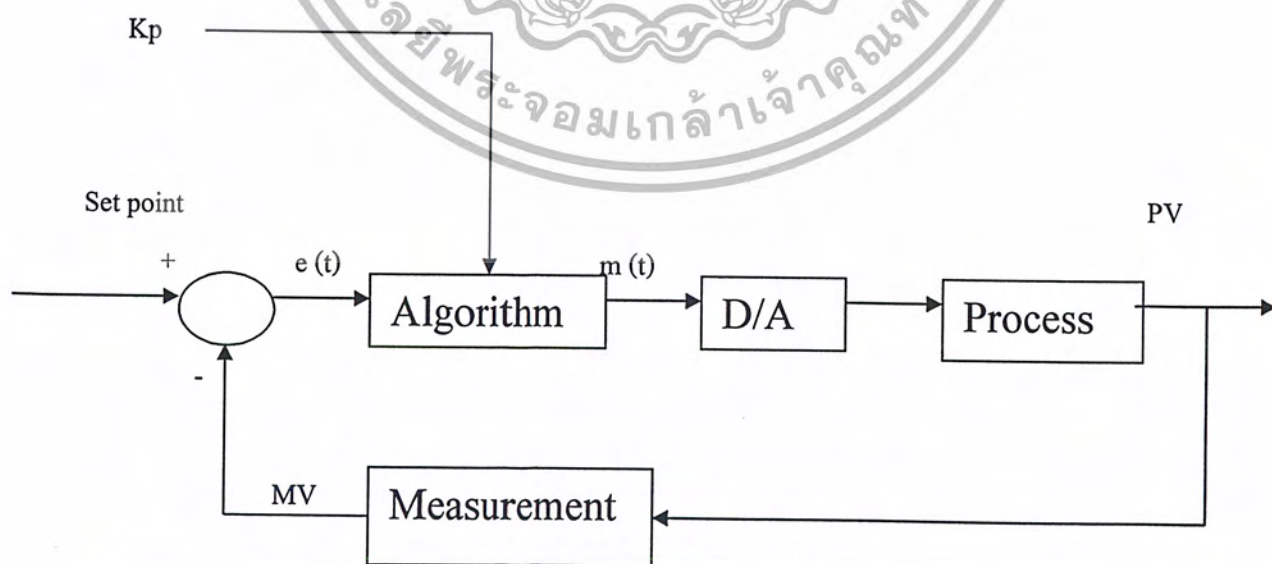 Kp
ลยีพระจอมเกล้าเจ้าคุณท
Set point
PV
+
e (t)
m (t)
Algorithm
D/A
Process
-
MV
Measurement